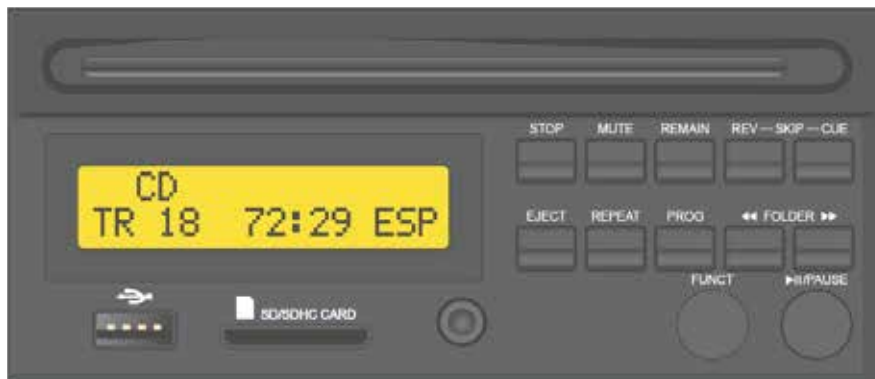 STOP MUTE REMAIN REV — SKIP — CUE
CD
TR 18 72:29 ESP
EJECT REPEAT PROG ◀◀ FOLDER ▶▶
FUNCT ▶II/PAUSE
SD/SDHC CARD